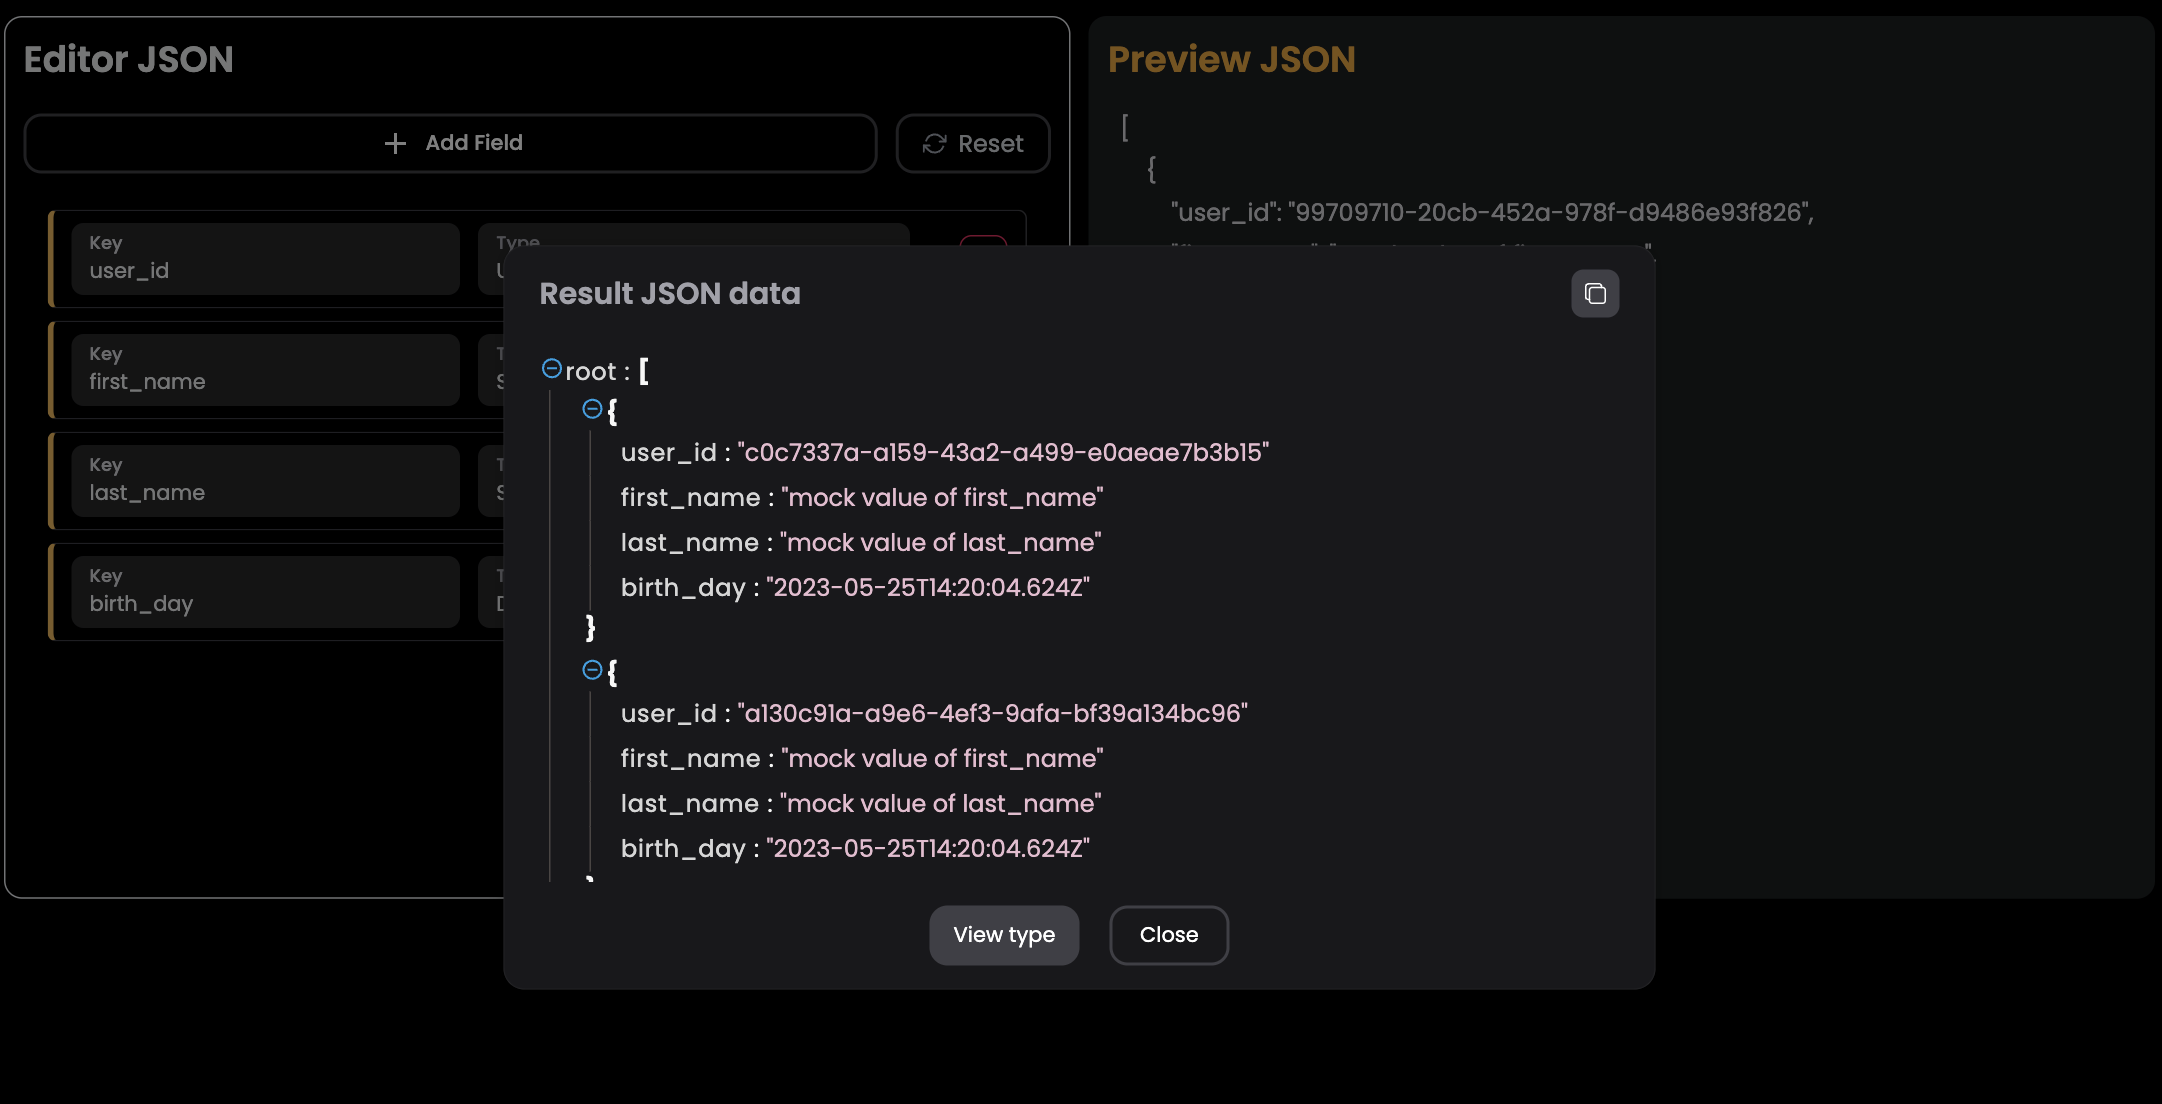 Editor JSON
Add Field
Reset
Key
user_id
Type
Key
first_name
Key
last_name
Key
birth_day
Preview JSON
[
{
"user_id": "99709710-20cb-452a-978f-d9486e93f826",
Result JSON data
root : [
{
user_id : "c0c7337a-a159-43a2-a499-e0aeae7b3b15"
first_name : "mock value of first_name"
last_name : "mock value of last_name"
birth_day : "2023-05-25T14:20:04.624Z"
}
{
user_id : "a130c91a-a9e6-4ef3-9afa-bf39a134bc96"
first_name : "mock value of first_name"
last_name : "mock value of last_name"
birth_day : "2023-05-25T14:20:04.624Z"
View type
Close